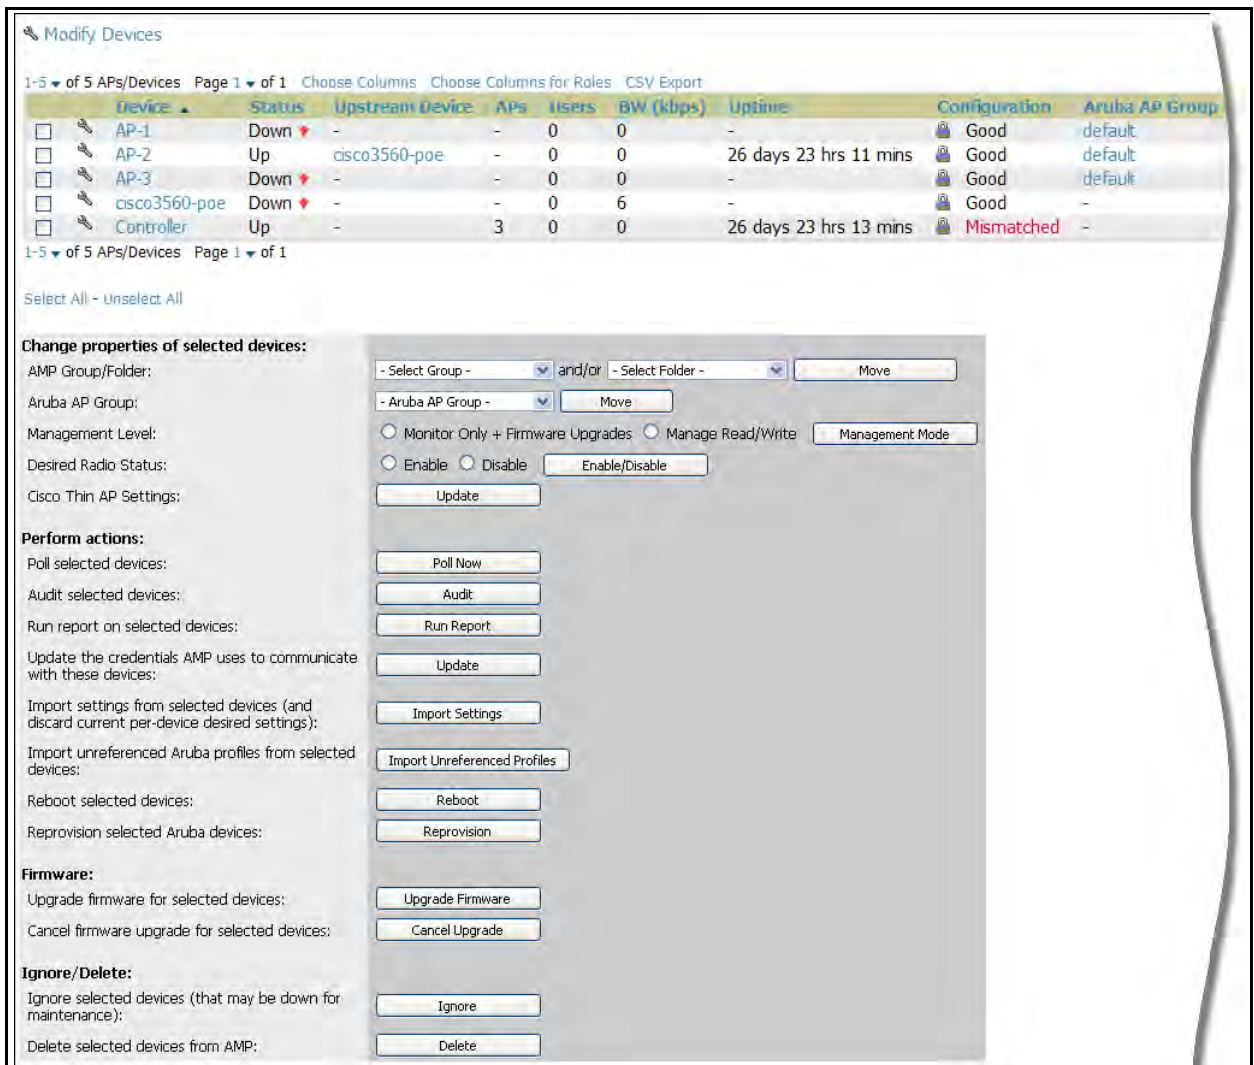 Modify Devices
1-5 of 5 APs/Devices Page 1 of 1 Choose Columns Choose Columns for Roles CSV Export
Device Status Upstream Device APs Users BW (kbps) Uptime Configuration Aruba AP Group
AP-1 Down - - 0 0 - Good default
AP-2 Up cisco3560-poe - 0 0 26 days 23 hrs 11 mins Good default
AP-3 Down - - 0 0 - Good default
cisco3560-poe Down - - 0 6 - Good -
Controller Up - 3 0 0 26 days 23 hrs 13 mins Mismatched -
1-5 of 5 APs/Devices Page 1 of 1
Select All - Unselect All
Change properties of selected devices:
AMP Group/Folder: - Select Group - and/or - Select Folder - Move
Aruba AP Group: - Aruba AP Group - Move
Management Level: Monitor Only + Firmware Upgrades Manage Read/Write Management Mode
Desired Radio Status: Enable Disable Enable/Disable
Cisco Thin AP Settings: Update
Perform actions:
Poll selected devices: Poll Now
Audit selected devices: Audit
Run report on selected devices: Run Report
Update the credentials AMP uses to communicate
with these devices: Update
Import settings from selected devices (and
discard current per-device desired settings): Import Settings
Import unreferenced Aruba profiles from selected
devices: Import Unreferenced Profiles
Reboot selected devices: Reboot
Reprovision selected Aruba devices: Reprovision
Firmware:
Upgrade firmware for selected devices: Upgrade Firmware
Cancel firmware upgrade for selected devices: Cancel Upgrade
Ignore/Delete:
Ignore selected devices (that may be down for
maintenance): Ignore
Delete selected devices from AMP: Delete